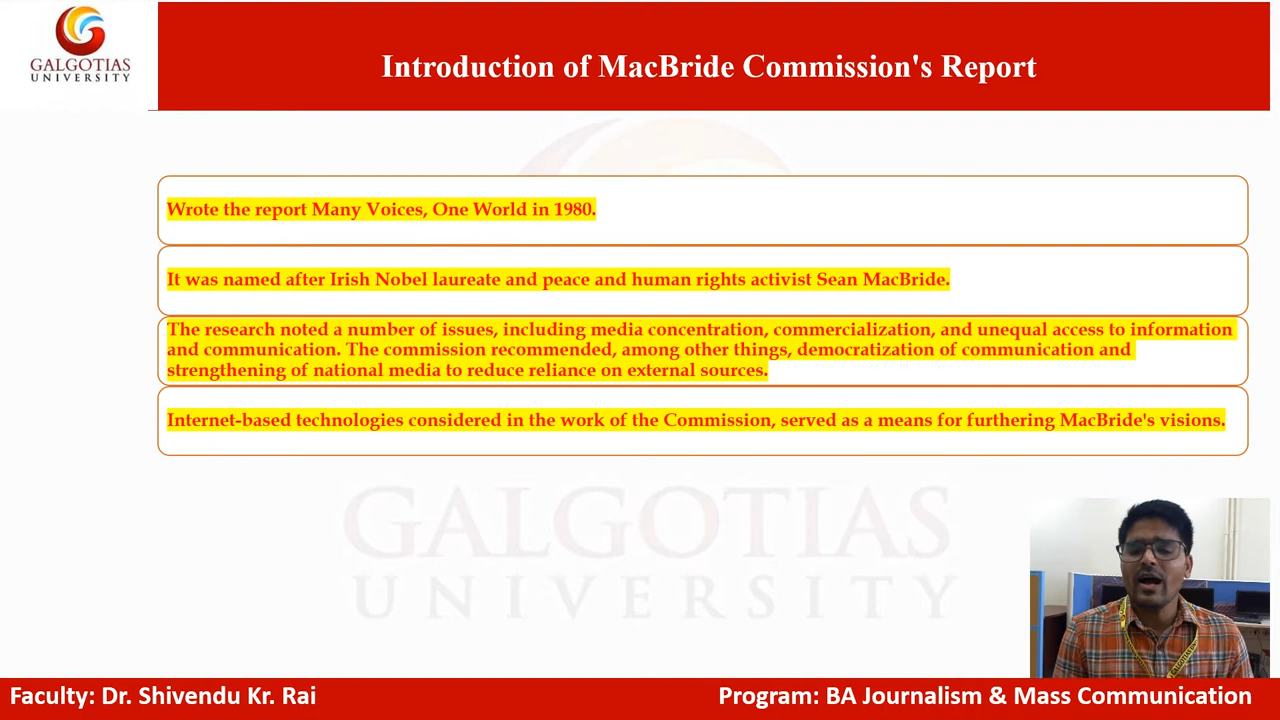 GALGOTIAS
UNIVERSITY
Introduction of MacBride Commission's Report
Wrote the report Many Voices, One World in 1980.
It was named after Irish Nobel laureate and peace and human rights activist Sean MacBride.
The research noted a number of issues, including media concentration, commercialization, and unequal access to information
and communication. The commission recommended, among other things, democratization of communication and
strengthening of national media to reduce reliance on external sources.
Internet-based technologies considered in the work of the Commission, served as a means for furthering MacBride's visions.
GALGOTIAS
UNIVERSITY
Faculty: Dr. Shivendu Kr. Rai
Program: BA Journalism & Mass Communication